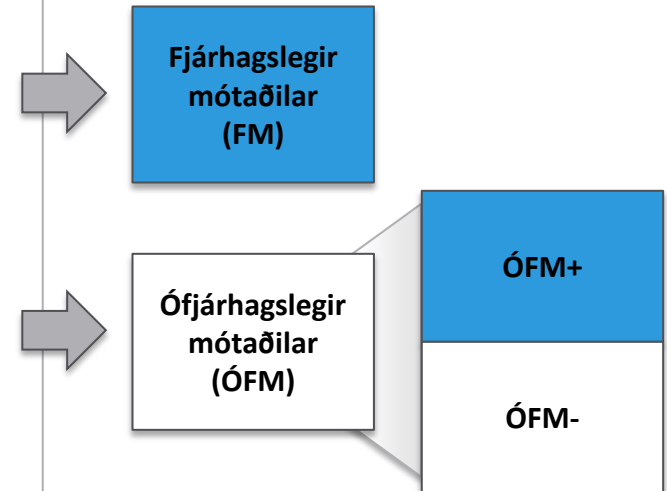 Fjárhagslegir
mótaðilar
(FM)
Ófjárhagslegir
mótaðilar
(ÓFM)
ÓFM+
ÓFM-